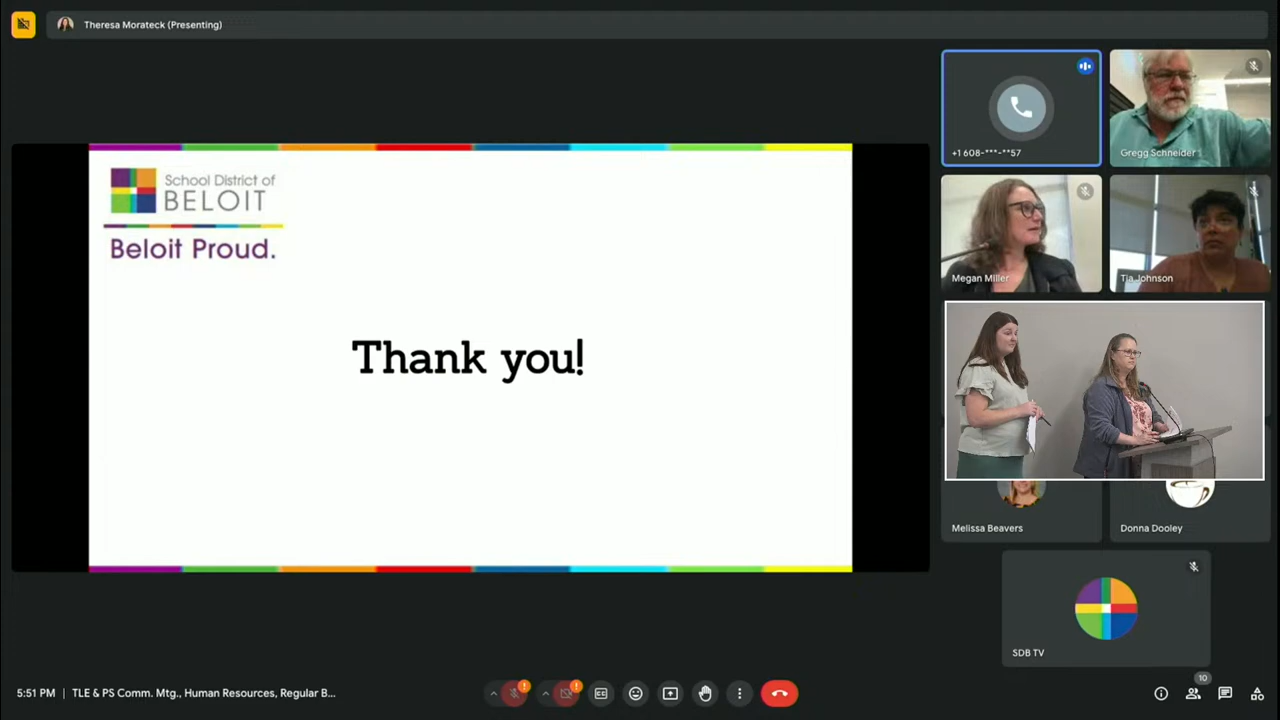 Theresa Morateck (Presenting)
School District of
BELOIT
Beloit Proud.
Thank you!
+1 608-***-**57
Gregg Schneider
Megan Miller
Tia Johnson
Melissa Beavers
Donna Dooley
SDB TV
5:51 PM | TLE & PS Comm. Mtg., Human Resources, Regular B...
CC
10